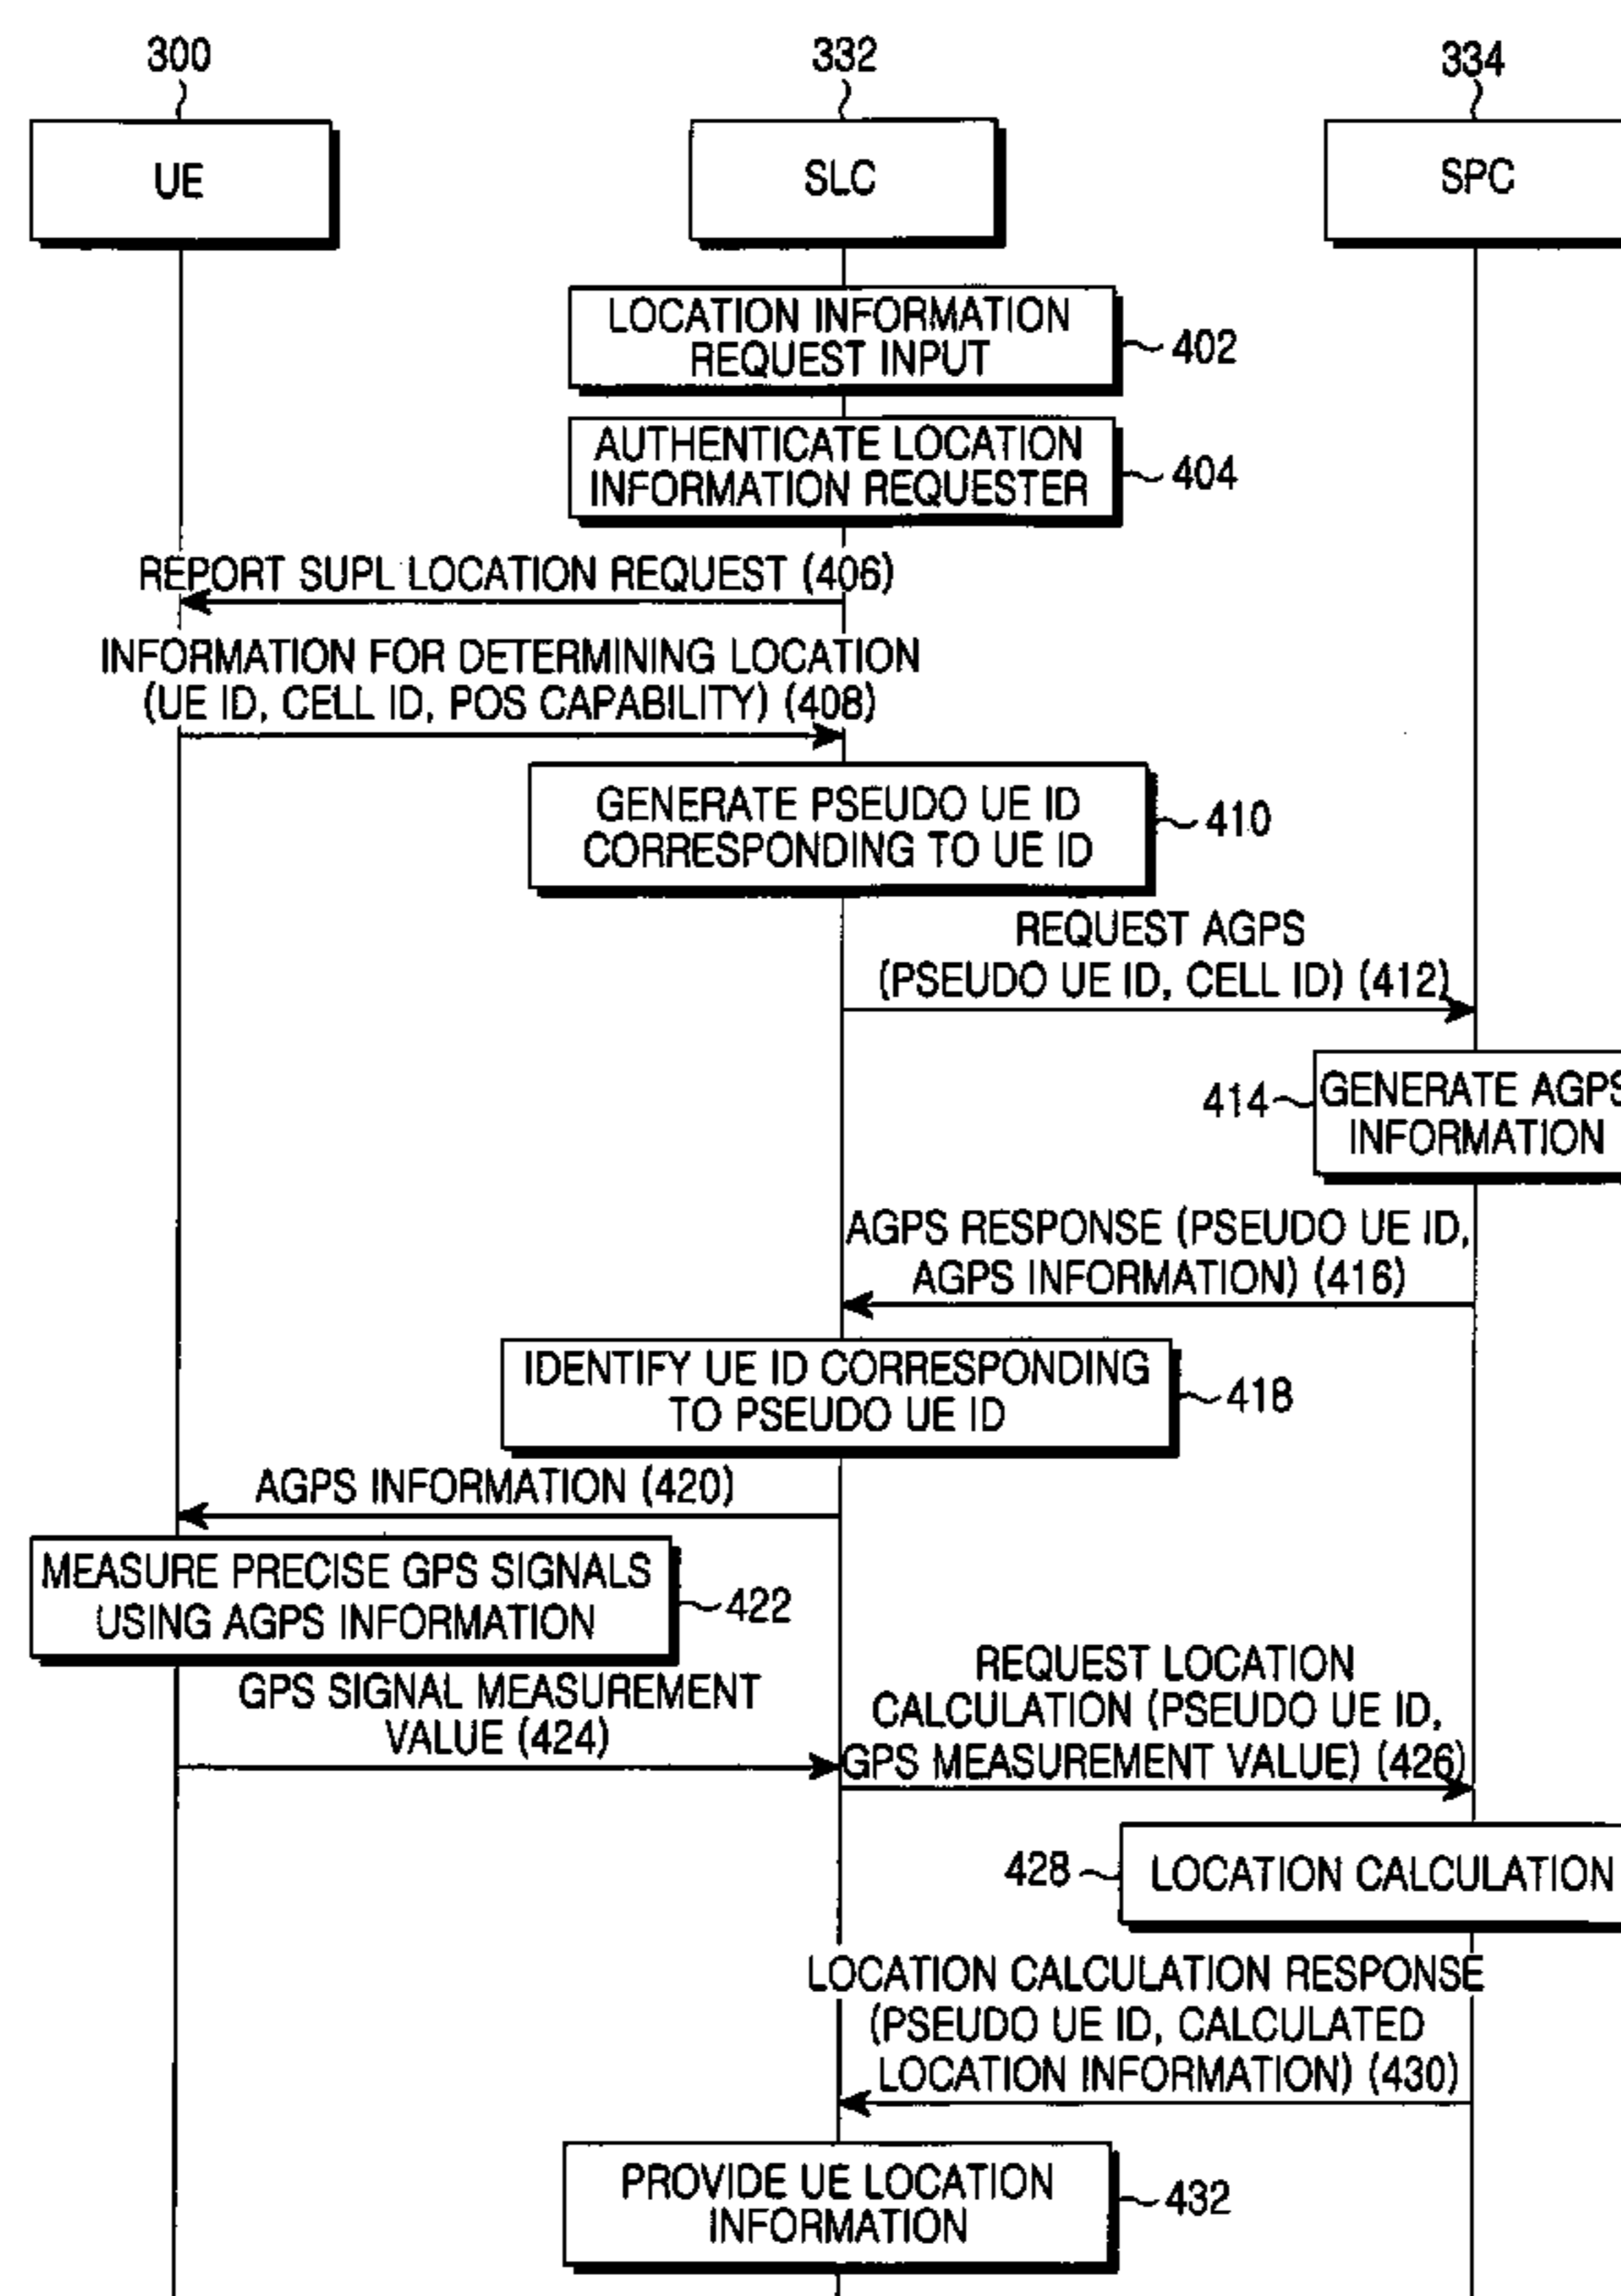 300
332
334
UE
SLC
SPC
LOCATION INFORMATION
REQUEST INPUT
402
AUTHENTICATE LOCATION
INFORMATION REQUESTER
404
REPORT SUPL LOCATION REQUEST (406)
INFORMATION FOR DETERMINING LOCATION
(UE ID, CELL ID, POS CAPABILITY) (408)
GENERATE PSEUDO UE ID
CORRESPONDING TO UE ID
410
REQUEST AGPS
(PSEUDO UE ID, CELL ID) (412)
414
GENERATE AGPS
INFORMATION
AGPS RESPONSE (PSEUDO UE ID,
AGPS INFORMATION) (416)
IDENTIFY UE ID CORRESPONDING
TO PSEUDO UE ID
418
AGPS INFORMATION (420)
MEASURE PRECISE GPS SIGNALS
USING AGPS INFORMATION
422
GPS SIGNAL MEASUREMENT
VALUE (424)
REQUEST LOCATION
CALCULATION (PSEUDO UE ID,
GPS MEASUREMENT VALUE) (426)
428
LOCATION CALCULATION
LOCATION CALCULATION RESPONSE
(PSEUDO UE ID, CALCULATED
LOCATION INFORMATION) (430)
PROVIDE UE LOCATION
INFORMATION
432